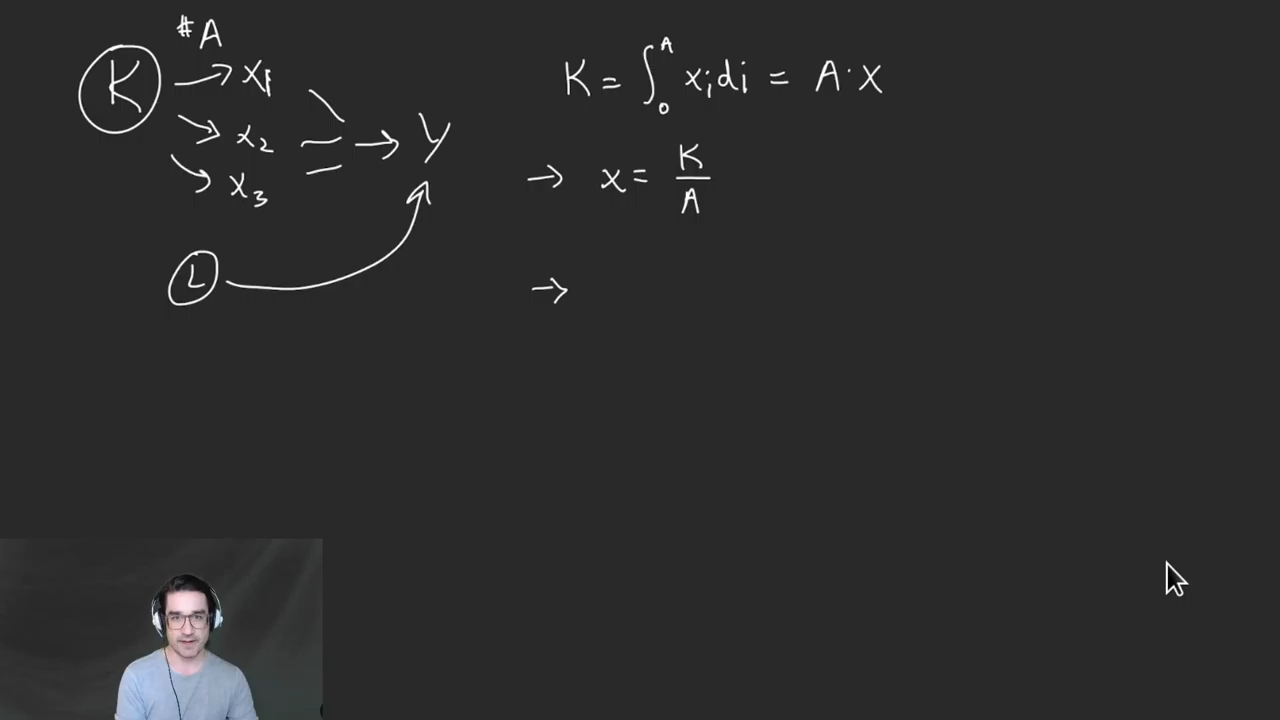 # A
K → x₁
→ x₂ → Y
→ x₃
L
K = ∫₀ᴬ xᵢ di = A · x
→ x = K/A
→